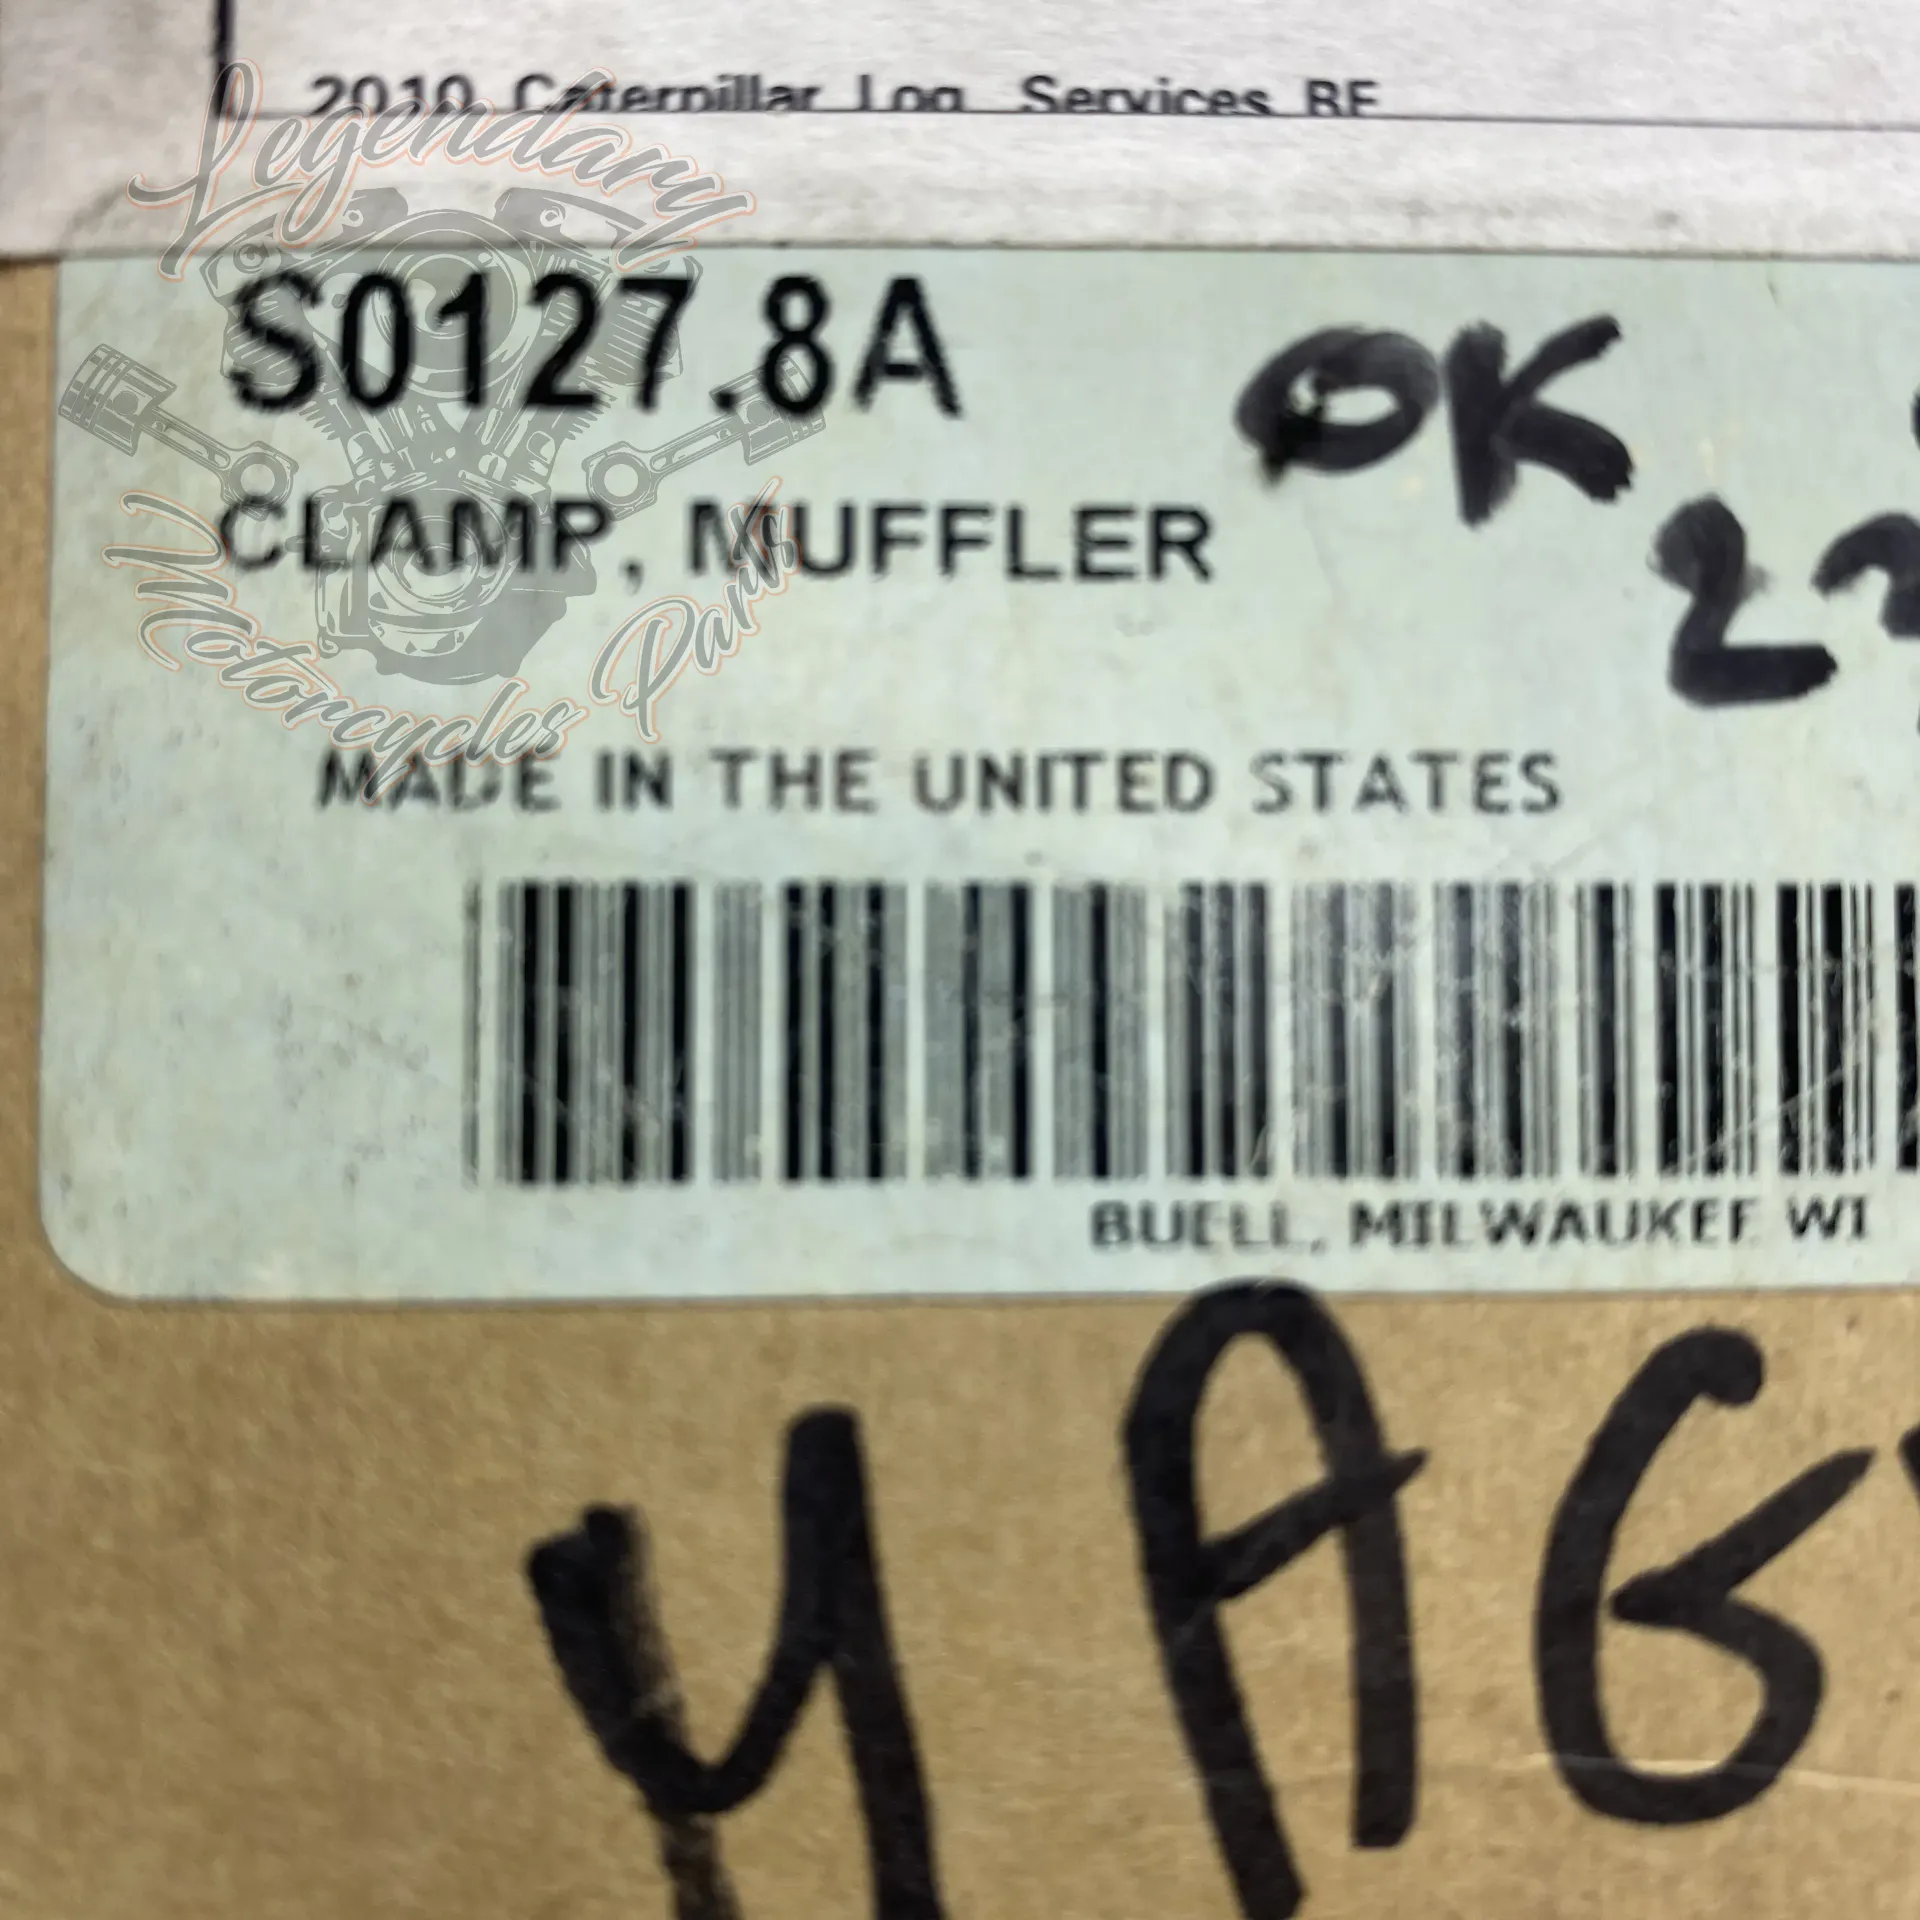 2010 Caterpillar Log. Services BE
Legendary
Motorcycles Parts
S0127.8A
OK
CLAMP, MUFFLER
MADE IN THE UNITED STATES
BUELL, MILWAUKEE WI